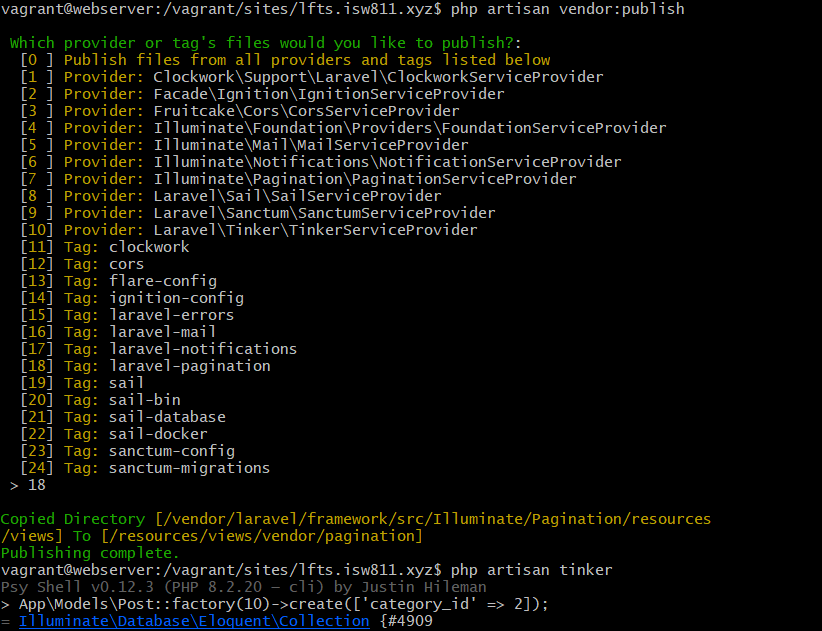 vagrant@webserver:/vagrant/sites/lfts.isw811.xyz$ php artisan vendor:publish
Which provider or tag's files would you like to publish?:
[0 ] Publish files from all providers and tags listed below
[1 ] Provider: Clockwork\Support\Laravel\ClockworkServiceProvider
[2 ] Provider: Facade\Ignition\IgnitionServiceProvider
[3 ] Provider: Fruitcake\Cors\CorsServiceProvider
[4 ] Provider: Illuminate\Foundation\Providers\FoundationServiceProvider
[5 ] Provider: Illuminate\Mail\MailServiceProvider
[6 ] Provider: Illuminate\Notifications\NotificationServiceProvider
[7 ] Provider: Illuminate\Pagination\PaginationServiceProvider
[8 ] Provider: Laravel\Sail\SailServiceProvider
[9 ] Provider: Laravel\Sanctum\SanctumServiceProvider
[10] Provider: Laravel\Tinker\TinkerServiceProvider
[11] Tag: clockwork
[12] Tag: cors
[13] Tag: flare-config
[14] Tag: ignition-config
[15] Tag: laravel-errors
[16] Tag: laravel-mail
[17] Tag: laravel-notifications
[18] Tag: laravel-pagination
[19] Tag: sail
[20] Tag: sail-bin
[21] Tag: sail-database
[22] Tag: sail-docker
[23] Tag: sanctum-config
[24] Tag: sanctum-migrations
> 18
Copied Directory [/vendor/laravel/framework/src/Illuminate/Pagination/resources
/views] To [/resources/views/vendor/pagination]
Publishing complete.
vagrant@webserver:/vagrant/sites/lfts.isw811.xyz$ php artisan tinker
Psy Shell v0.12.3 (PHP 8.2.20 — cli) by Justin Hileman
> App\Models\Post::factory(10)->create(['category_id' => 2]);
= Illuminate\Database\Eloquent\Collection {#4909